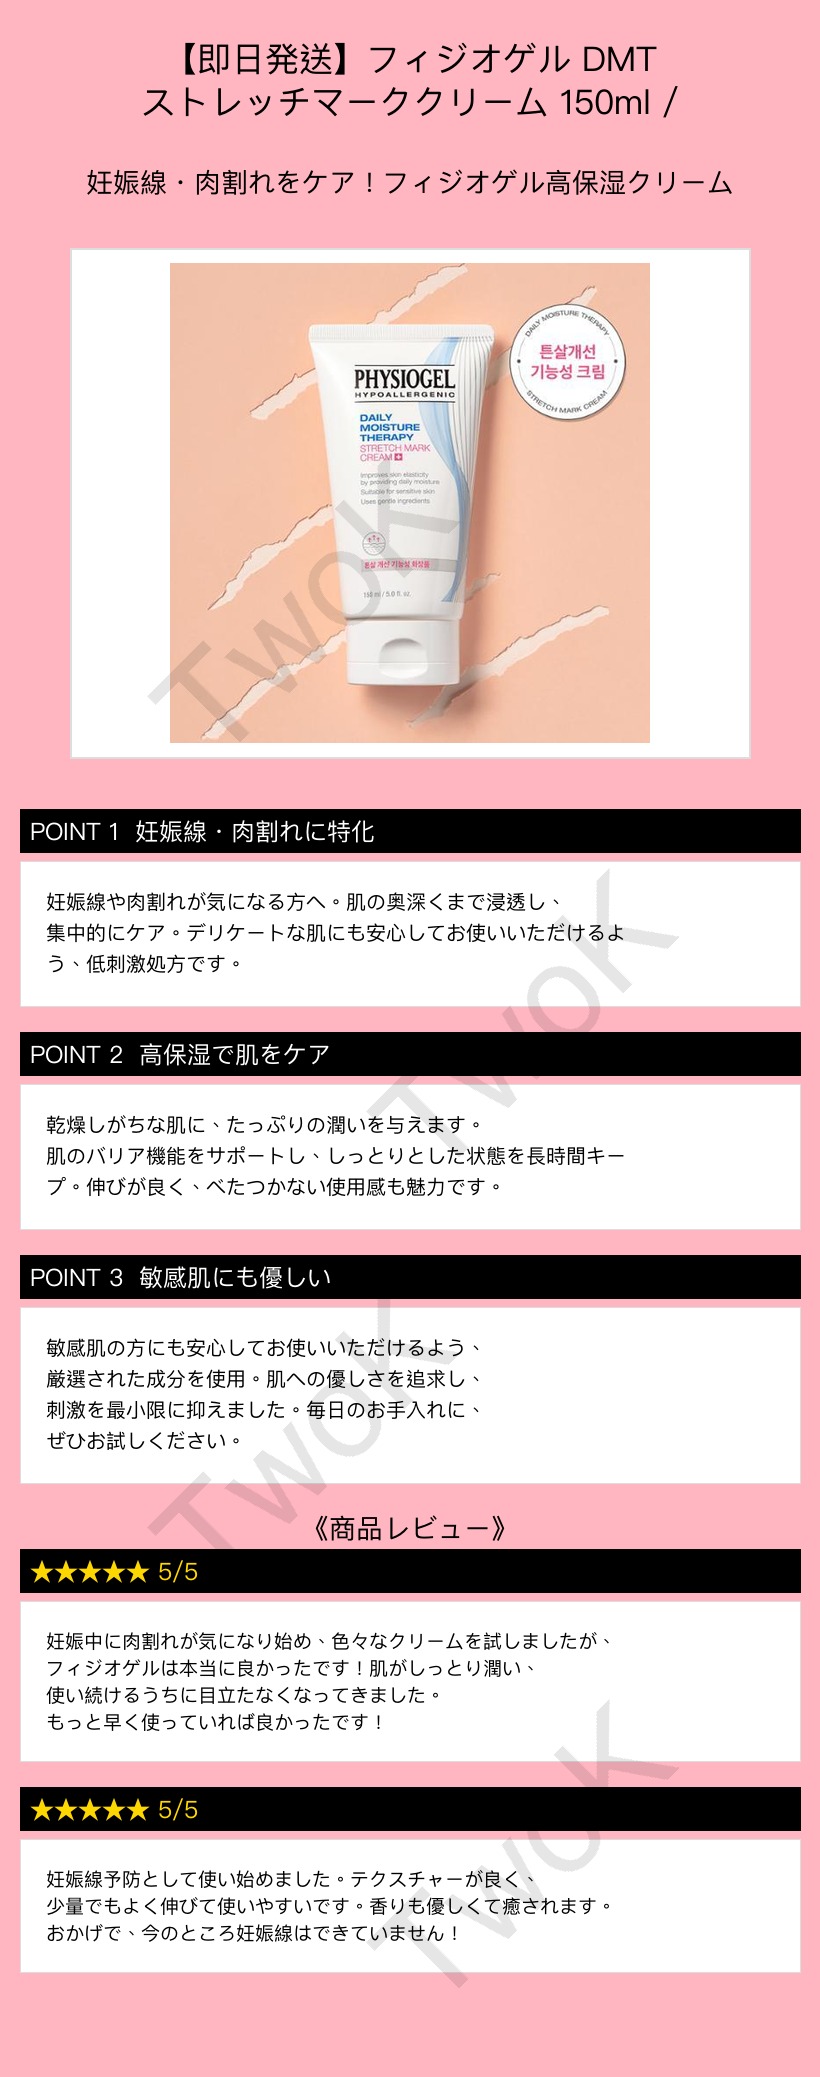 【即日発送】フィジオゲル DMT
ストレッチマーククリーム 150ml /
妊娠線・肉割れをケア！フィジオゲル高保湿クリーム
DAILY MOISTURE THERAPY
튼살개선
기능성 크림
STRETCH MARK CREAM
PHYSIOGEL
HYPOALLERGENIC
DAILY
MOISTURE
THERAPY
STRETCH MARK
CREAM
Improves skin elasticity
by providing daily moisture
Suitable for sensitive skin
Uses gentle ingredients
튼살 개선 기능성 화장품
150 ml / 5.0 fl. oz.
TwoK
POINT 1 妊娠線・肉割れに特化
妊娠線や肉割れが気になる方へ。肌の奥深くまで浸透し、
集中的にケア。デリケートな肌にも安心してお使いいただけるよ
う、低刺激処方です。
TwoK
POINT 2 高保湿で肌をケア
乾燥しがちな肌に、たっぷりの潤いを与えます。
肌のバリア機能をサポートし、しっとりとした状態を長時間キー
プ。伸びが良く、べたつかない使用感も魅力です。
POINT 3 敏感肌にも優しい
敏感肌の方にも安心してお使いいただけるよう、
厳選された成分を使用。肌への優しさを追求し、
刺激を最小限に抑えました。毎日のお手入れに、
ぜひお試しください。
TwoK
《商品レビュー》
★★★★★ 5/5
妊娠中に肉割れが気になり始め、色々なクリームを試しましたが、
フィジオゲルは本当に良かったです！肌がしっとり潤い、
使い続けるうちに目立たなくなってきました。
もっと早く使っていれば良かったです！
★★★★★ 5/5
妊娠線予防として使い始めました。テクスチャーが良く、
少量でもよく伸びて使いやすいです。香りも優しくて癒されます。
おかげで、今のところ妊娠線はできていません！
TwoK